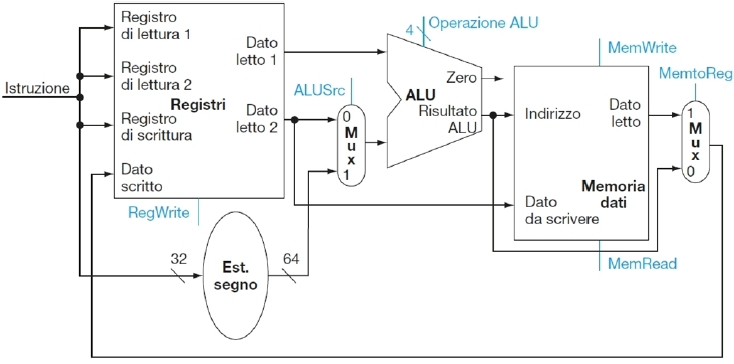 Istruzione
Registro
di lettura 1
Registro
di lettura 2
Registri
Registro
di scrittura
Dato
scritto
Dato
letto 1
Dato
letto 2
RegWrite
32
Est.
segno
64
ALUSrc
0
Mux
1
4
Operazione ALU
ALU
Zero
Risultato
ALU
MemWrite
Indirizzo
Dato
letto
Dato
da scrivere
Memoria
dati
MemRead
MemtoReg
1
Mux
0